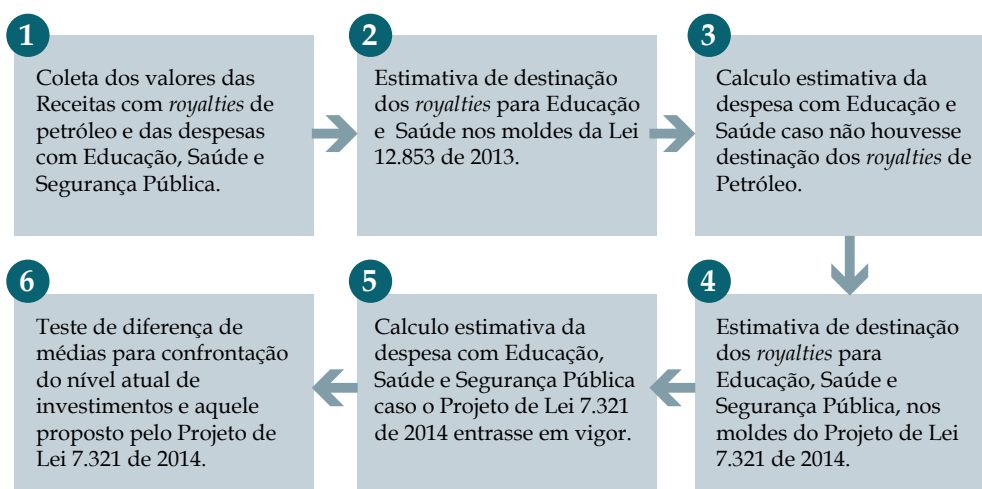 1
Coleta dos valores das
Receitas com royalties de
petróleo e das despesas
com Educação, Saúde e
Segurança Pública.
2
Estimativa de destinação
dos royalties para Educação
e Saúde nos moldes da Lei
12.853 de 2013.
3
Calculo estimativa da
despesa com Educação e
Saúde caso não houvesse
destinação dos royalties de
Petróleo.
4
Estimativa de destinação
dos royalties para
Educação, Saúde e
Segurança Pública, nos
moldes do Projeto de Lei
7.321 de 2014.
5
Calculo estimativa da
despesa com Educação,
Saúde e Segurança Pública
caso o Projeto de Lei 7.321
de 2014 entrasse em vigor.
6
Teste de diferença de
médias para confrontação
do nível atual de
investimentos e aquele
proposto pelo Projeto de
Lei 7.321 de 2014.